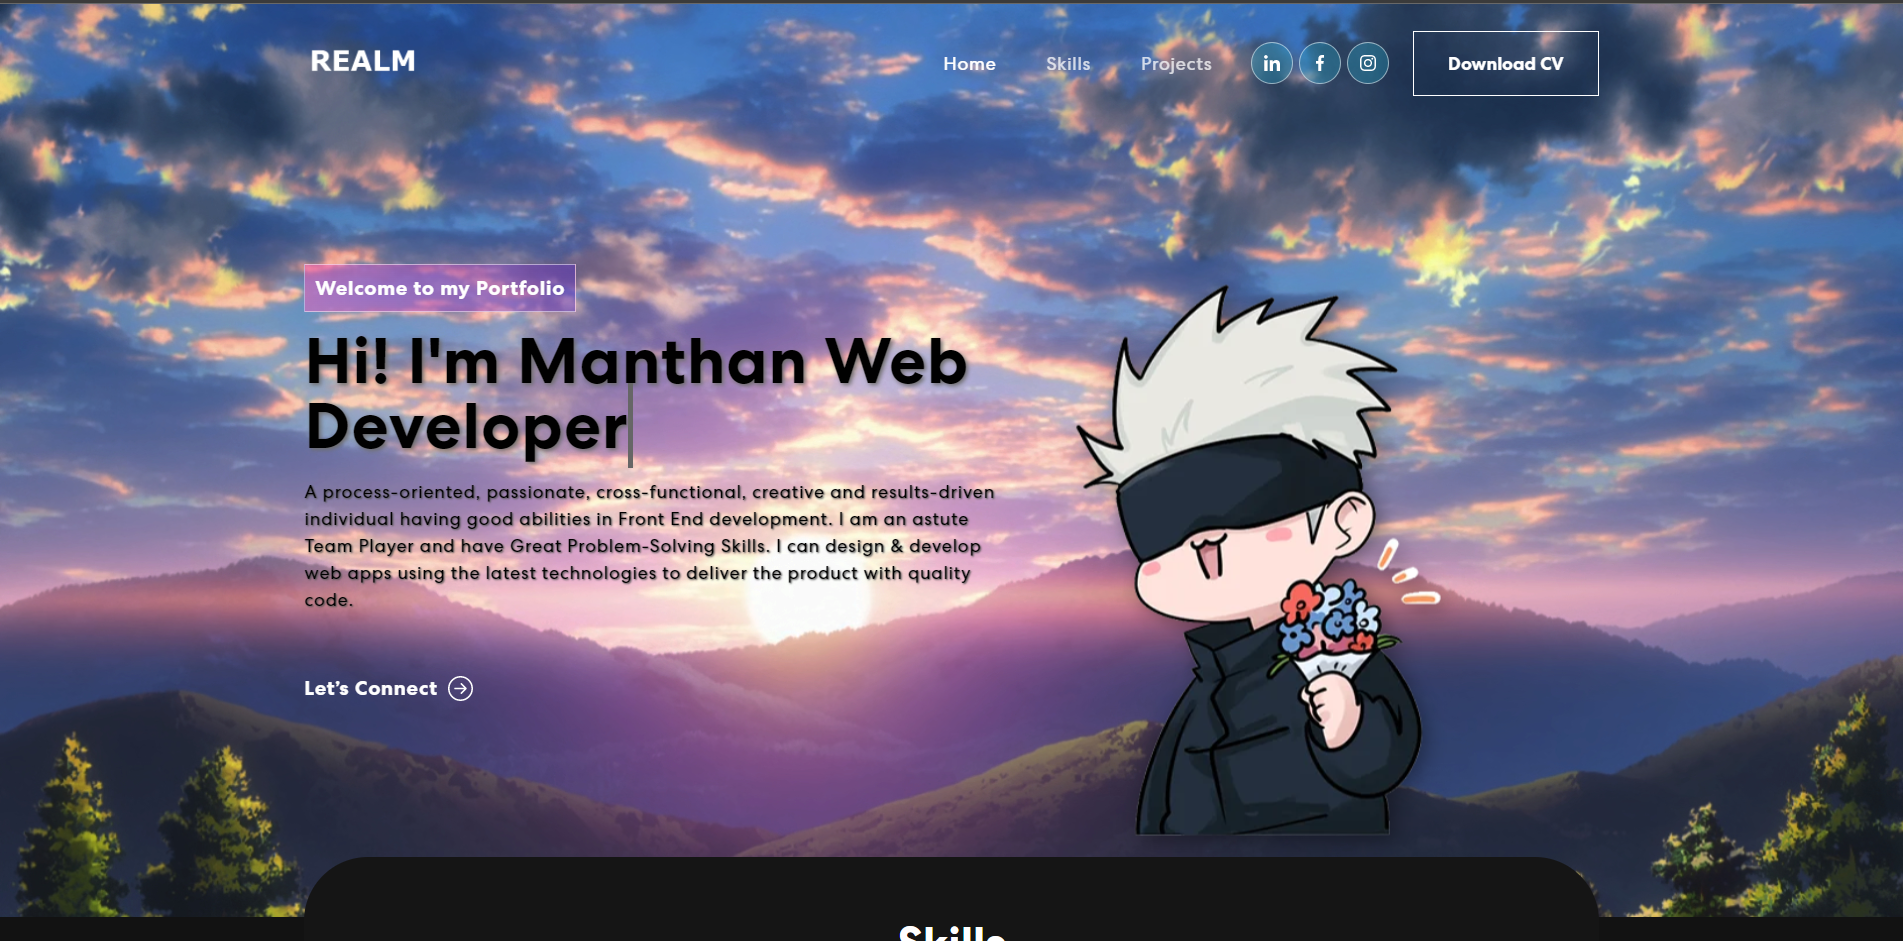 REALM
Home Skills Projects Download CV
Welcome to my Portfolio
Hi! I'm Manthan Web
Developer
A process-oriented, passionate, cross-functional, creative and results-driven
individual having good abilities in Front End development. I am an astute
Team Player and have Great Problem-Solving Skills. I can design & develop
web apps using the latest technologies to deliver the product with quality
code.
Let’s Connect
Skills